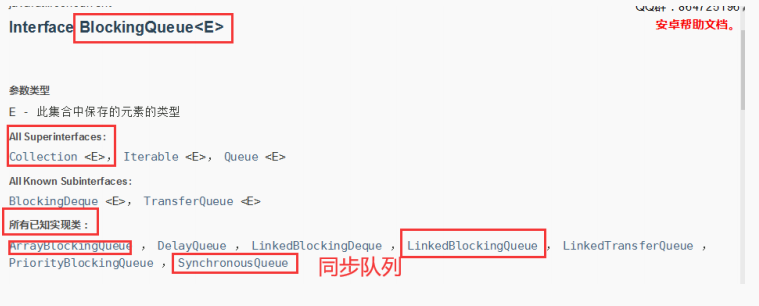 QQ群：864725196
Interface BlockingQueue<E>
安卓帮助文档。
参数类型
E - 此集合中保存的元素的类型
All Superinterfaces:
Collection <E>， Iterable <E>， Queue <E>
All Known Subinterfaces:
BlockingDeque <E>， TransferQueue <E>
所有已知实现类：
ArrayBlockingQueue ， DelayQueue ， LinkedBlockingDeque ， LinkedBlockingQueue ， LinkedTransferQueue ，
PriorityBlockingQueue ， SynchronousQueue
同步队列